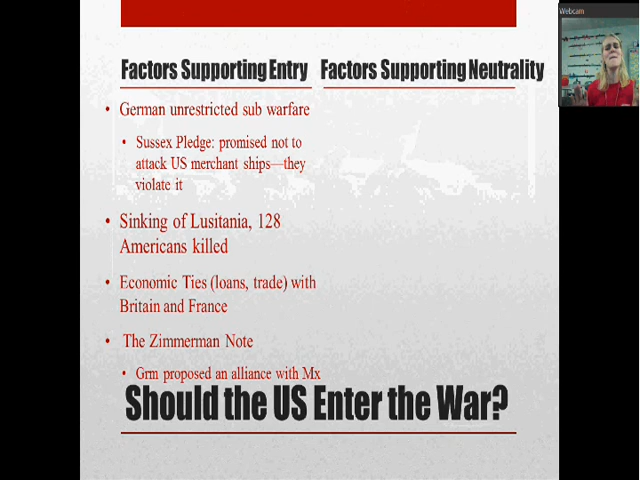 Webcam
Factors Supporting Entry
Factors Supporting Neutrality
• German unrestricted sub warfare
• Sussex Pledge: promised not to
attack US merchant ships—they
violate it
• Sinking of Lusitania, 128
Americans killed
• Economic Ties (loans, trade) with
Britain and France
• The Zimmerman Note
• Grm proposed an alliance with Mx
Should the US Enter the War?